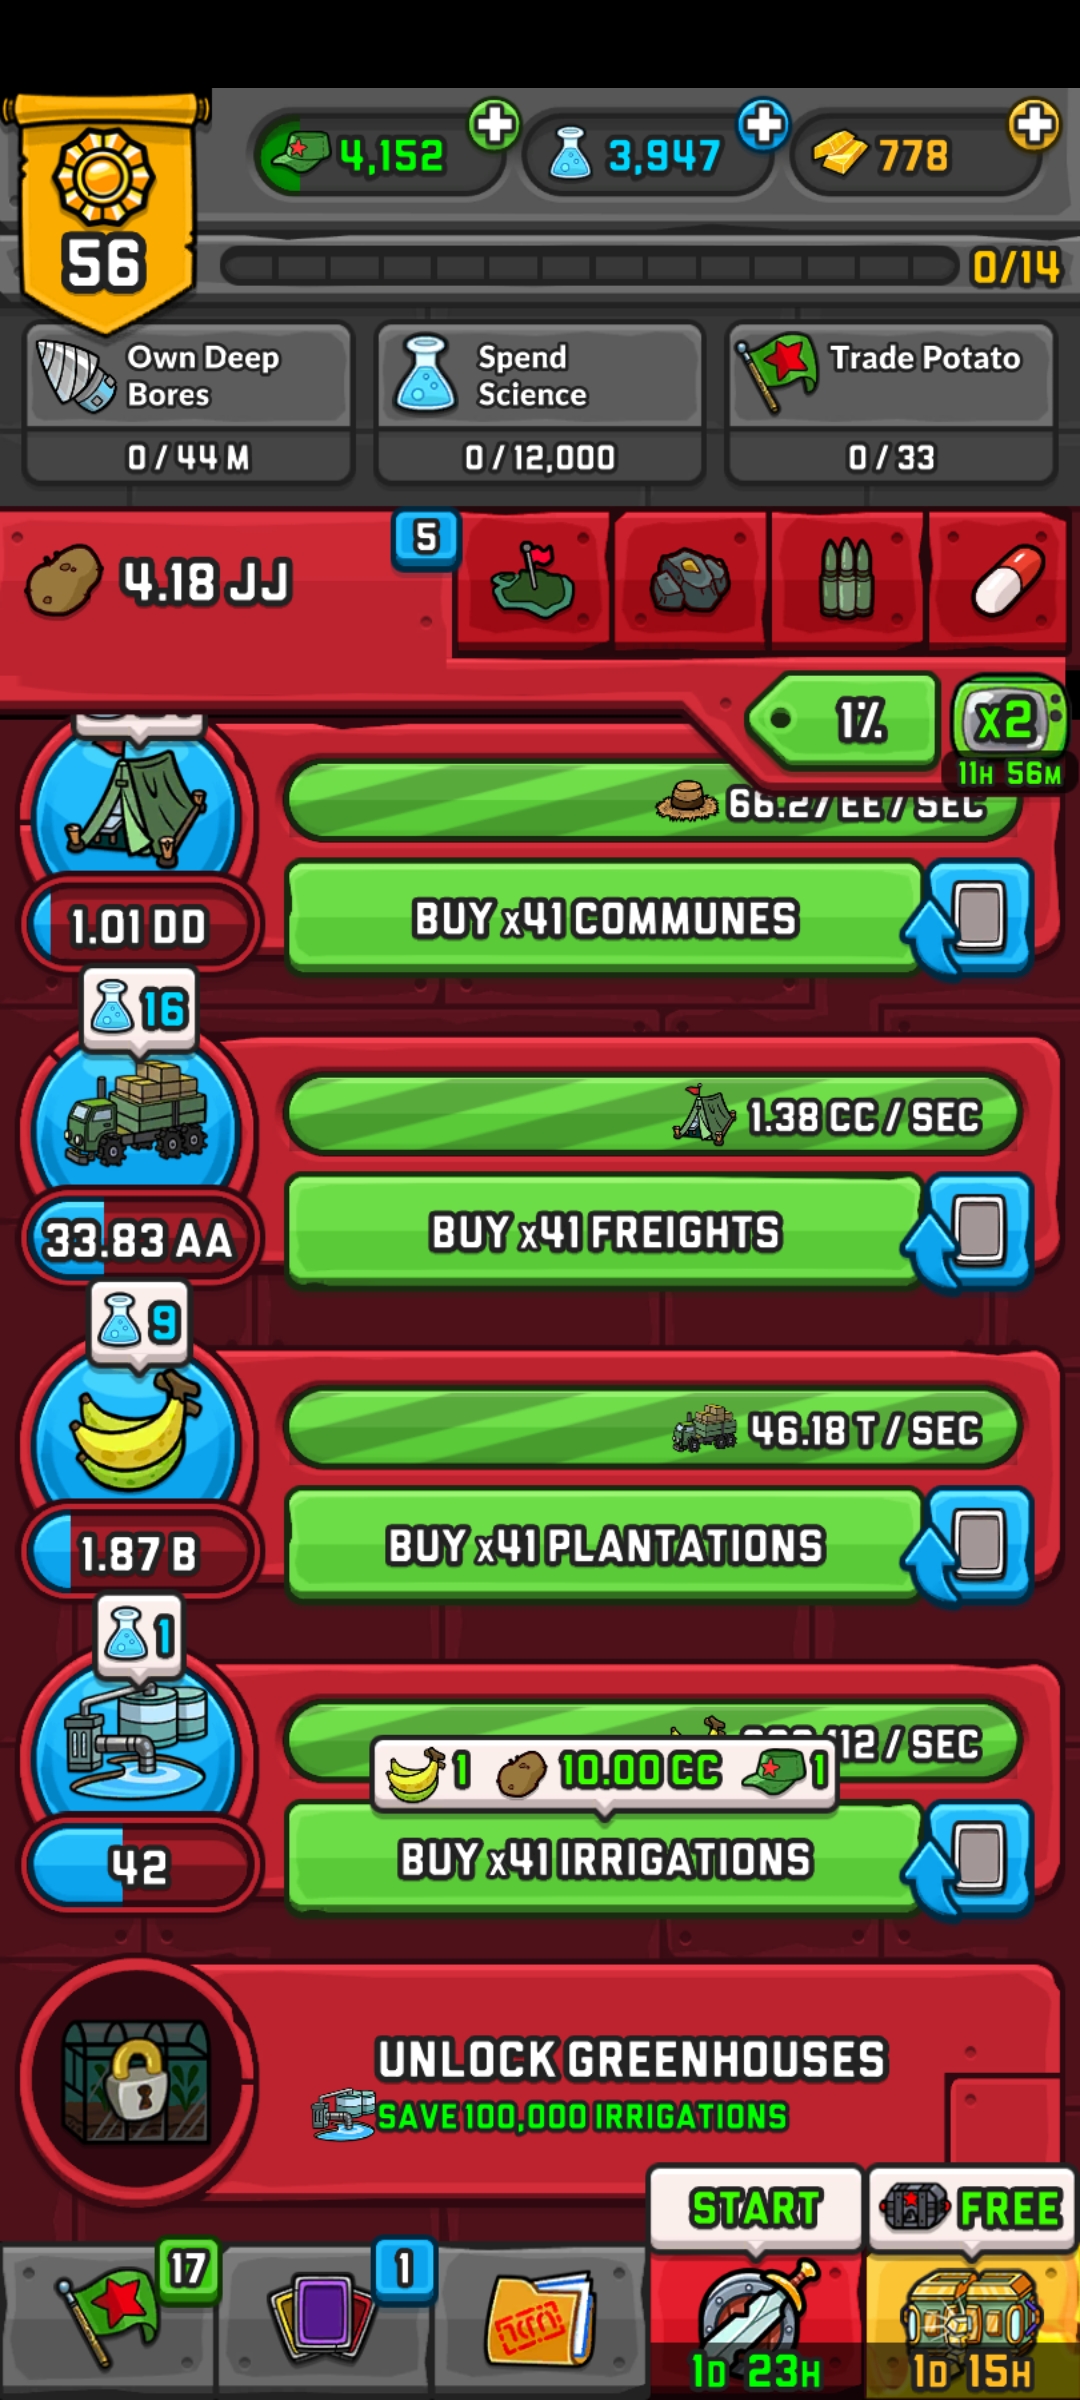 4,152
3,947
778
56
0/14
Own Deep
Bores
0 / 44 M
Spend
Science
0 / 12,000
Trade Potato
0 / 33
4.18 JJ
5
1%
x2
11H 56M
66.27 EE / SEC
1.01 DD
BUY x41 COMMUNES
16
1.38 CC / SEC
33.83 AA
BUY x41 FREIGHTS
9
46.18 T / SEC
1.87 B
BUY x41 PLANTATIONS
1
12 / SEC
1
10.00 CC
1
42
BUY x41 IRRIGATIONS
UNLOCK GREENHOUSES
SAVE 100,000 IRRIGATIONS
START
FREE
17
1
1D 23H
1D 15H